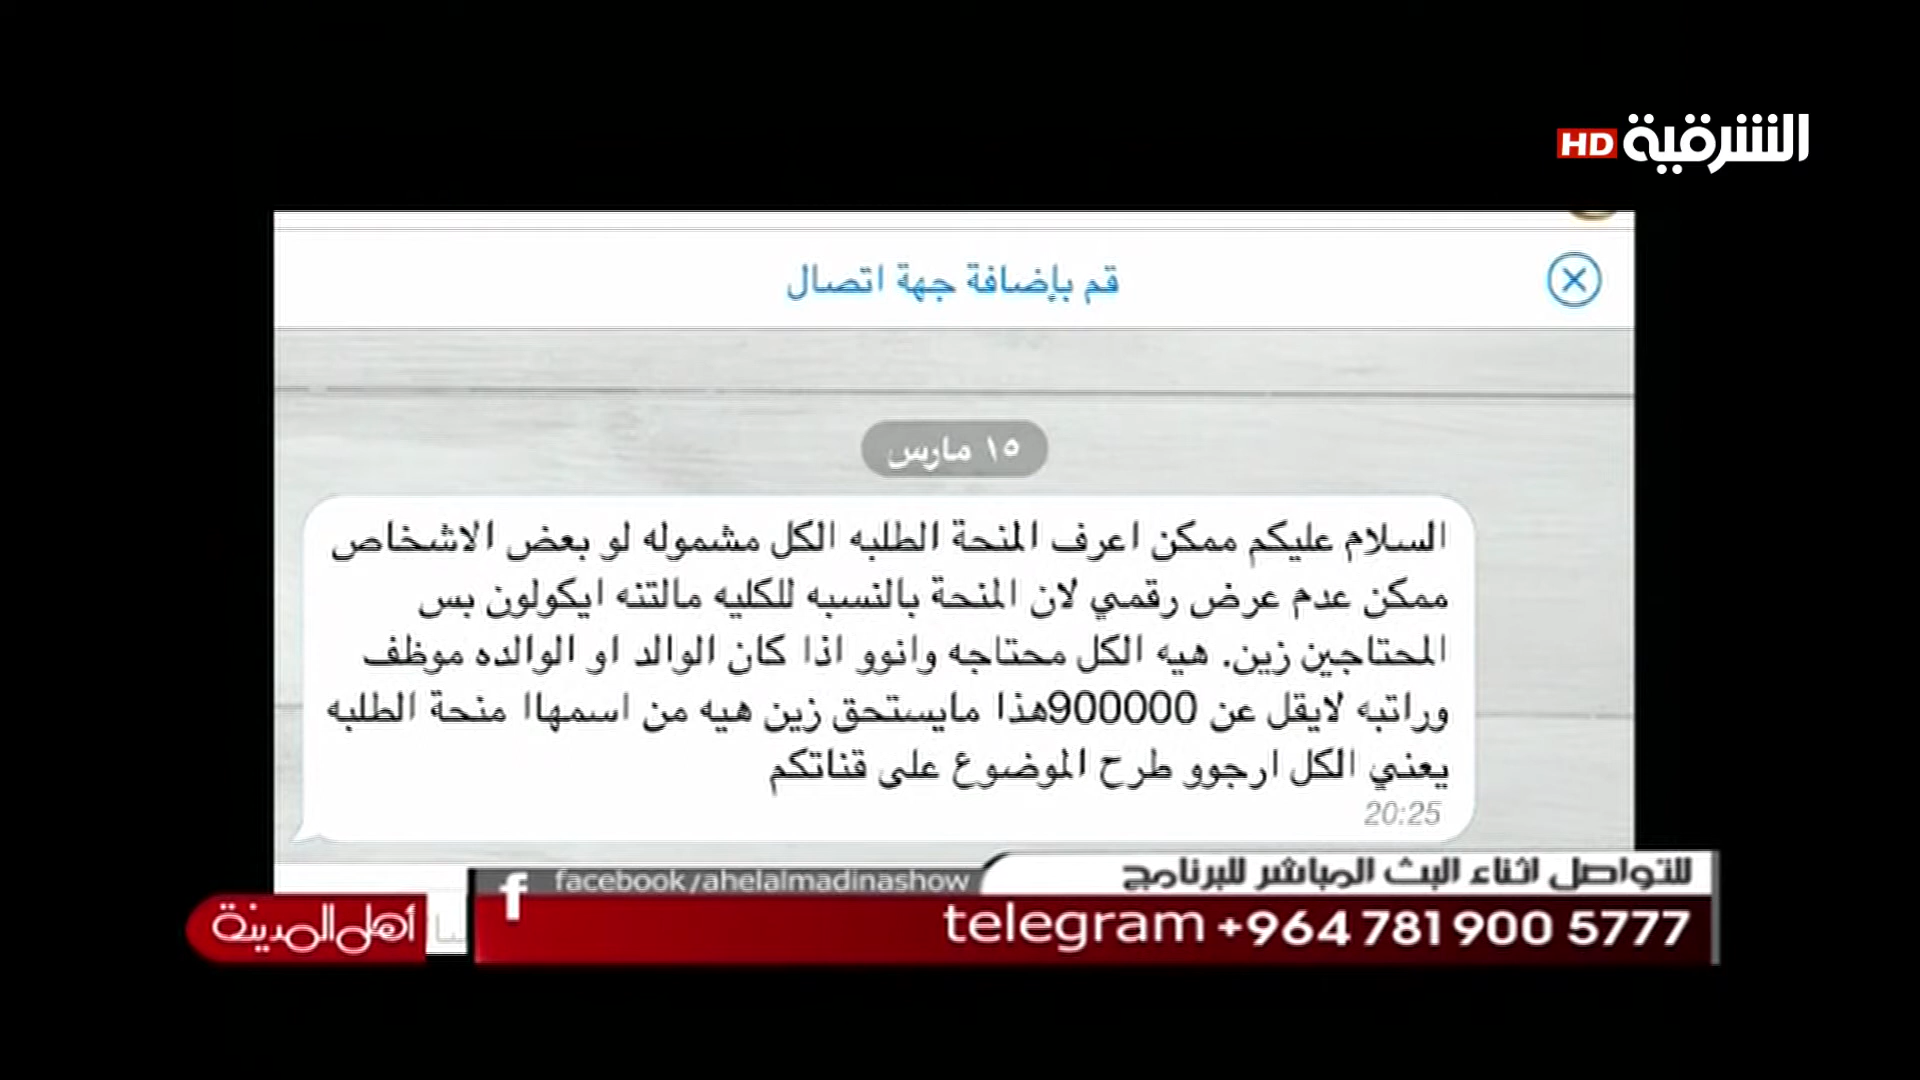 الشرقية HD
قم بإضافة جهة اتصال
١٥ مارس
السلام عليكم ممكن اعرف المنحة الطلبه الكل مشموله لو بعض الاشخاص
ممكن عدم عرض رقمي لان المنحة بالنسبه للكليه مالتنه ايكولون بس
المحتاجين زين. هيه الكل محتاجه وانوو اذا كان الوالد او الوالده موظف
وراتبه لايقل عن 900000هذا مايستحق زين هيه من اسمهاا منحة الطلبه
يعني الكل ارجوو طرح الموضوع على قناتكم
20:25
للتواصل اثناء البث المباشر للبرنامج
facebook/ahelalmadinashow
telegram +964 781 900 5777
أهل المدينة